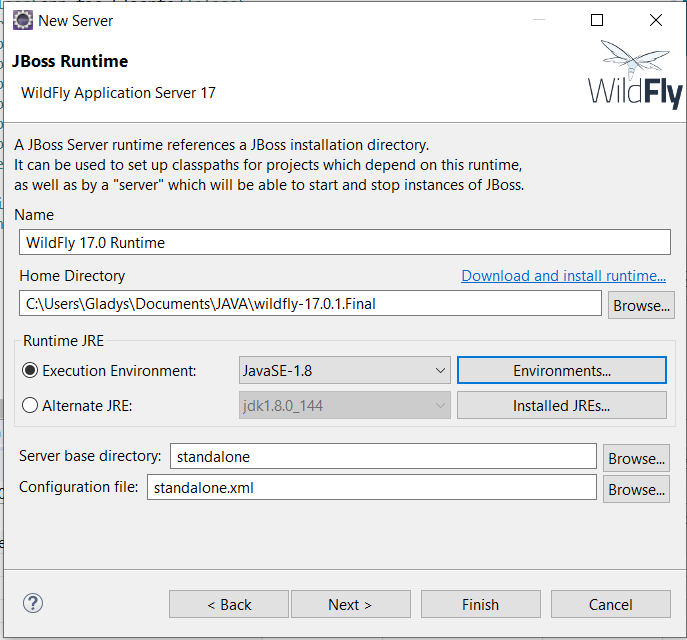 New Server
JBoss Runtime
WildFly Application Server 17
WildFly
A JBoss Server runtime references a JBoss installation directory.
It can be used to set up classpaths for projects which depend on this runtime,
as well as by a "server" which will be able to start and stop instances of JBoss.
Name
WildFly 17.0 Runtime
Home Directory
Download and install runtime...
C:\Users\Gladys\Documents\JAVA\wildfly-17.0.1.Final
Browse...
Runtime JRE
Execution Environment:
JavaSE-1.8
Environments...
Alternate JRE:
jdk1.8.0_144
Installed JREs...
Server base directory:
standalone
Browse...
Configuration file:
standalone.xml
Browse...
?
< Back
Next >
Finish
Cancel